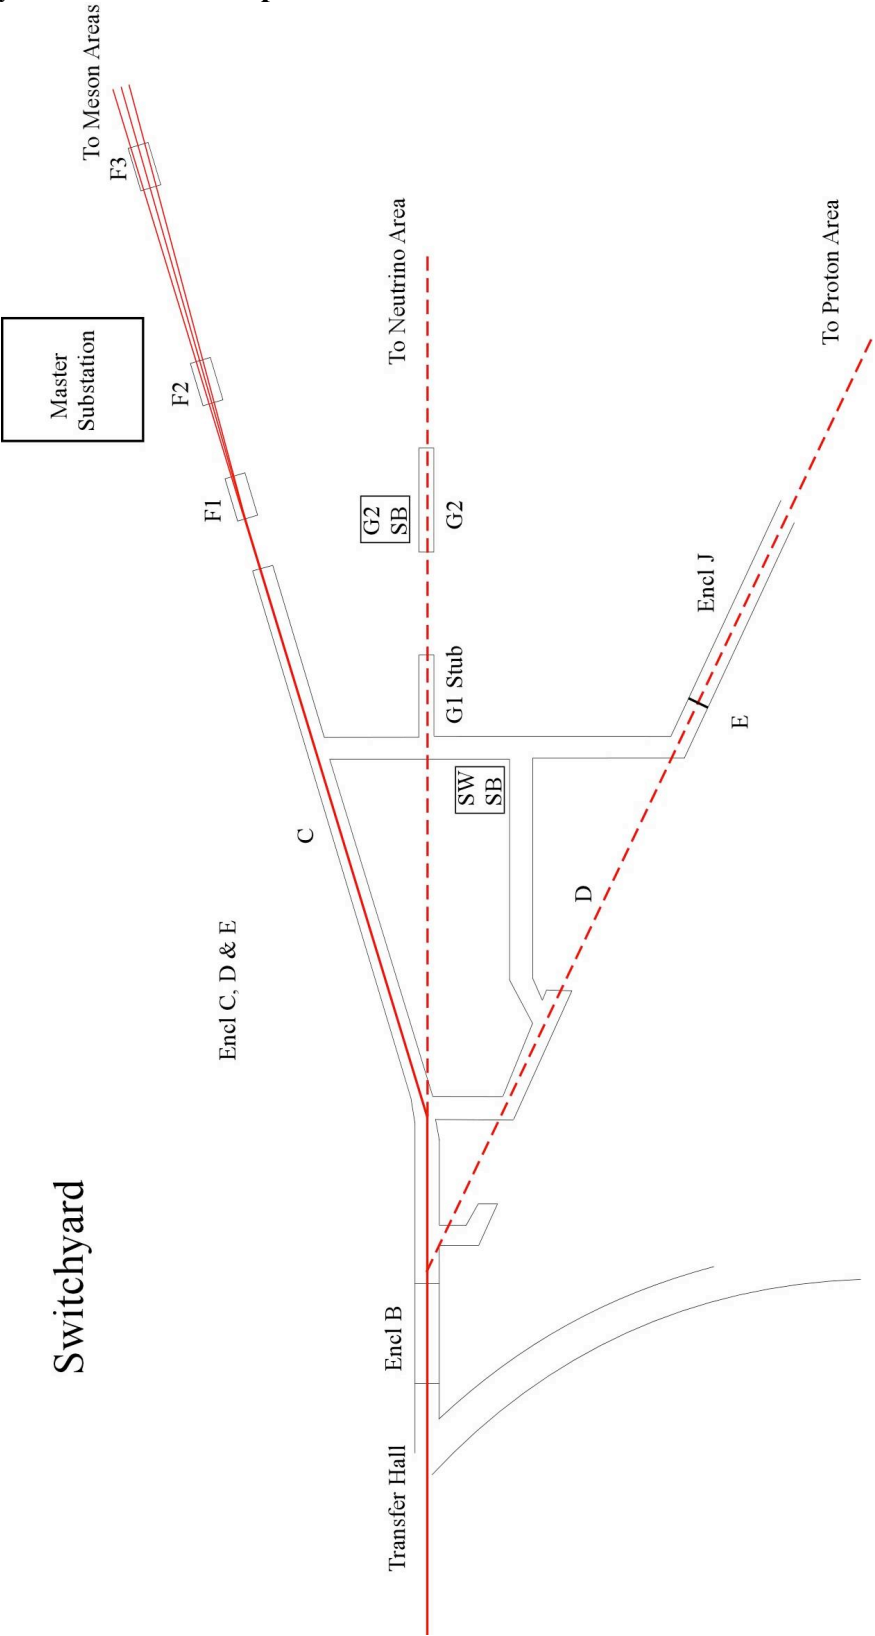 Switchyard
To Meson Areas
F3
Master
Substation
F2
F1
To Neutrino Area
G2
SB
G2
To Proton Area
Encl J
G1 Stub
E
SW
SB
C
D
Encl C, D & E
Encl B
Transfer Hall